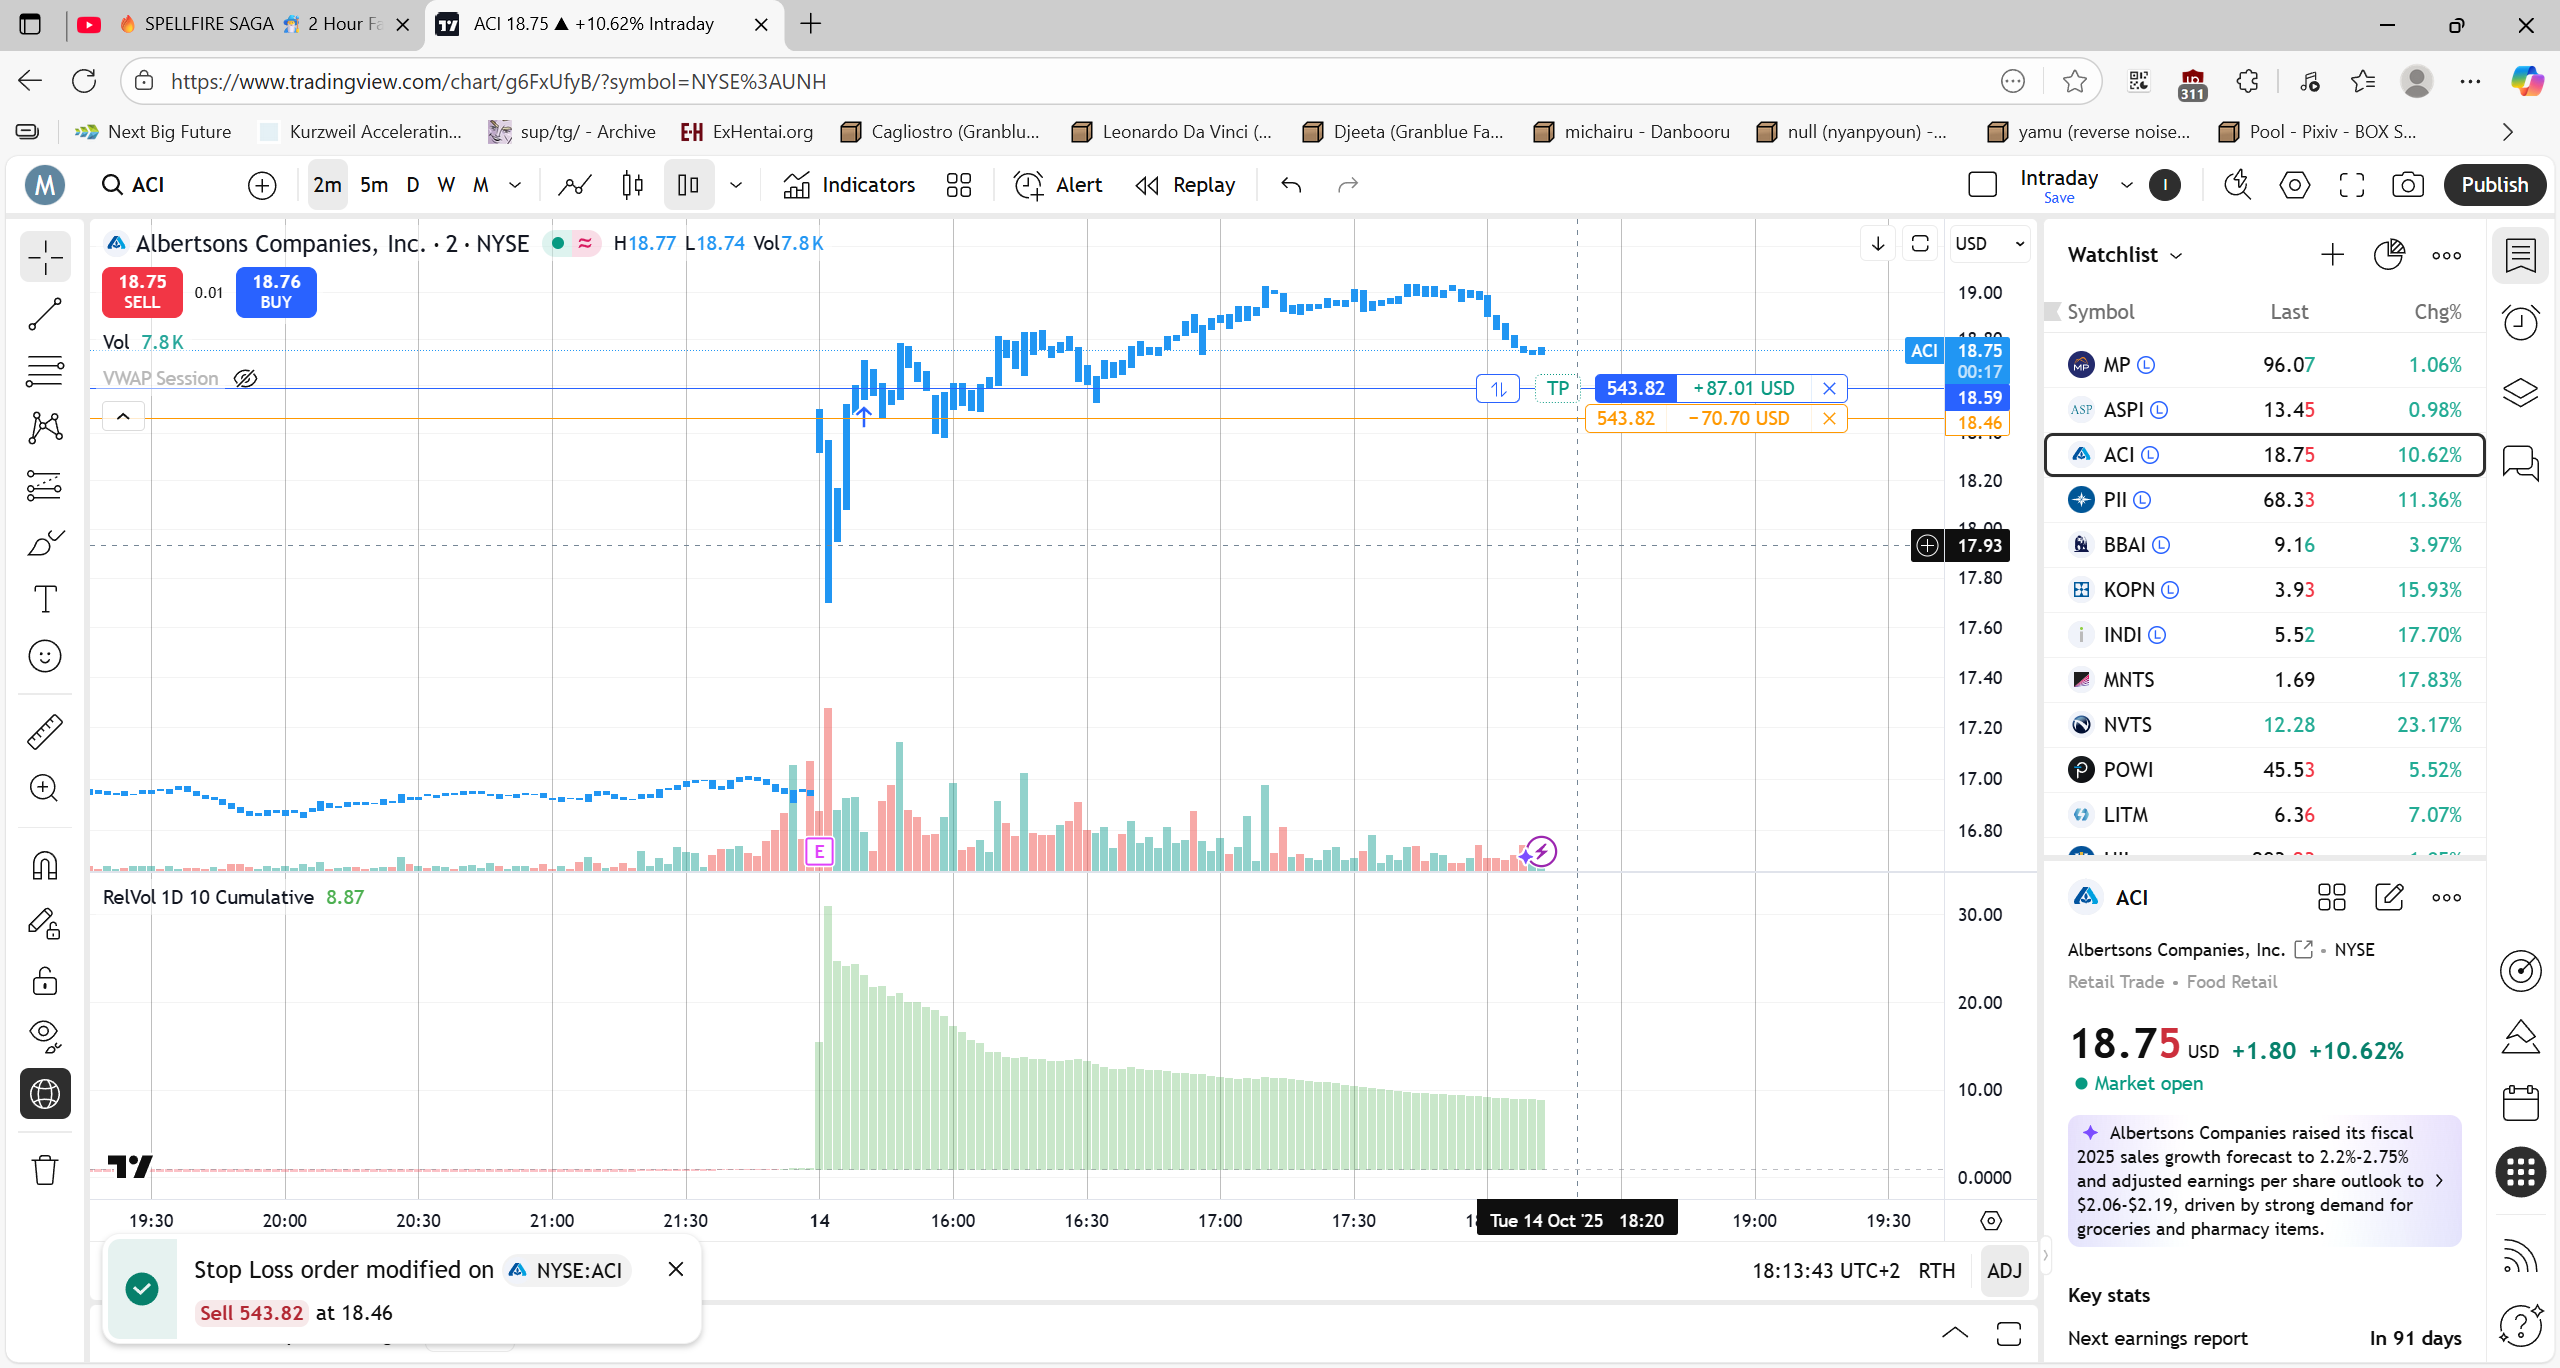 🔥 SPELLFIRE SAGA 🧙 2 Hour Fa
ACI 18.75 ▲ +10.62% Intraday
https://www.tradingview.com/chart/g6FxUfyB/?symbol=NYSE%3AUNH
311
Next Big Future
Kurzweil Acceleratin...
sup/tg/ - Archive
ExHentai.org
Cagliostro (Granblu...
Leonardo Da Vinci (...
Djeeta (Granblue Fa...
michairu - Danbooru
null (nyanpyoun) -...
yamu (reverse noise...
Pool - Pixiv - BOX S...
M
ACI
2m 5m D W M
Indicators
Alert
Replay
Intraday
Save
I
Publish
Albertsons Companies, Inc. · 2 · NYSE
H18.77 L18.74 Vol7.8 K
USD
18.75
SELL
0.01
18.76
BUY
Vol 7.8 K
VWAP Session
TP
543.82 +87.01 USD
543.82 −70.70 USD
E
19.00
ACI 18.75
00:17
18.59
18.46
18.20
17.93
17.80
17.60
17.40
17.20
17.00
16.80
RelVol 1D 10 Cumulative 8.87
30.00
20.00
10.00
0.0000
19:30 20:00 20:30 21:00 21:30 14 16:00 16:30 17:00 17:30 Tue 14 Oct '25 18:20 19:00 19:30
Stop Loss order modified on NYSE:ACI
Sell 543.82 at 18.46
18:13:43 UTC+2 RTH ADJ
Watchlist
Symbol Last Chg%
MP L 96.07 1.06%
ASP ASPI L 13.45 0.98%
ACI L 18.75 10.62%
PII L 68.33 11.36%
BBAI L 9.16 3.97%
KOPN L 3.93 15.93%
INDI L 5.52 17.70%
MNTS 1.69 17.83%
NVTS 12.28 23.17%
POWI 45.53 5.52%
LITM 6.36 7.07%
ACI
Albertsons Companies, Inc. • NYSE
Retail Trade • Food Retail
18.75 USD +1.80 +10.62%
Market open
Albertsons Companies raised its fiscal
2025 sales growth forecast to 2.2%-2.75%
and adjusted earnings per share outlook to
$2.06-$2.19, driven by strong demand for
groceries and pharmacy items.
Key stats
Next earnings report In 91 days